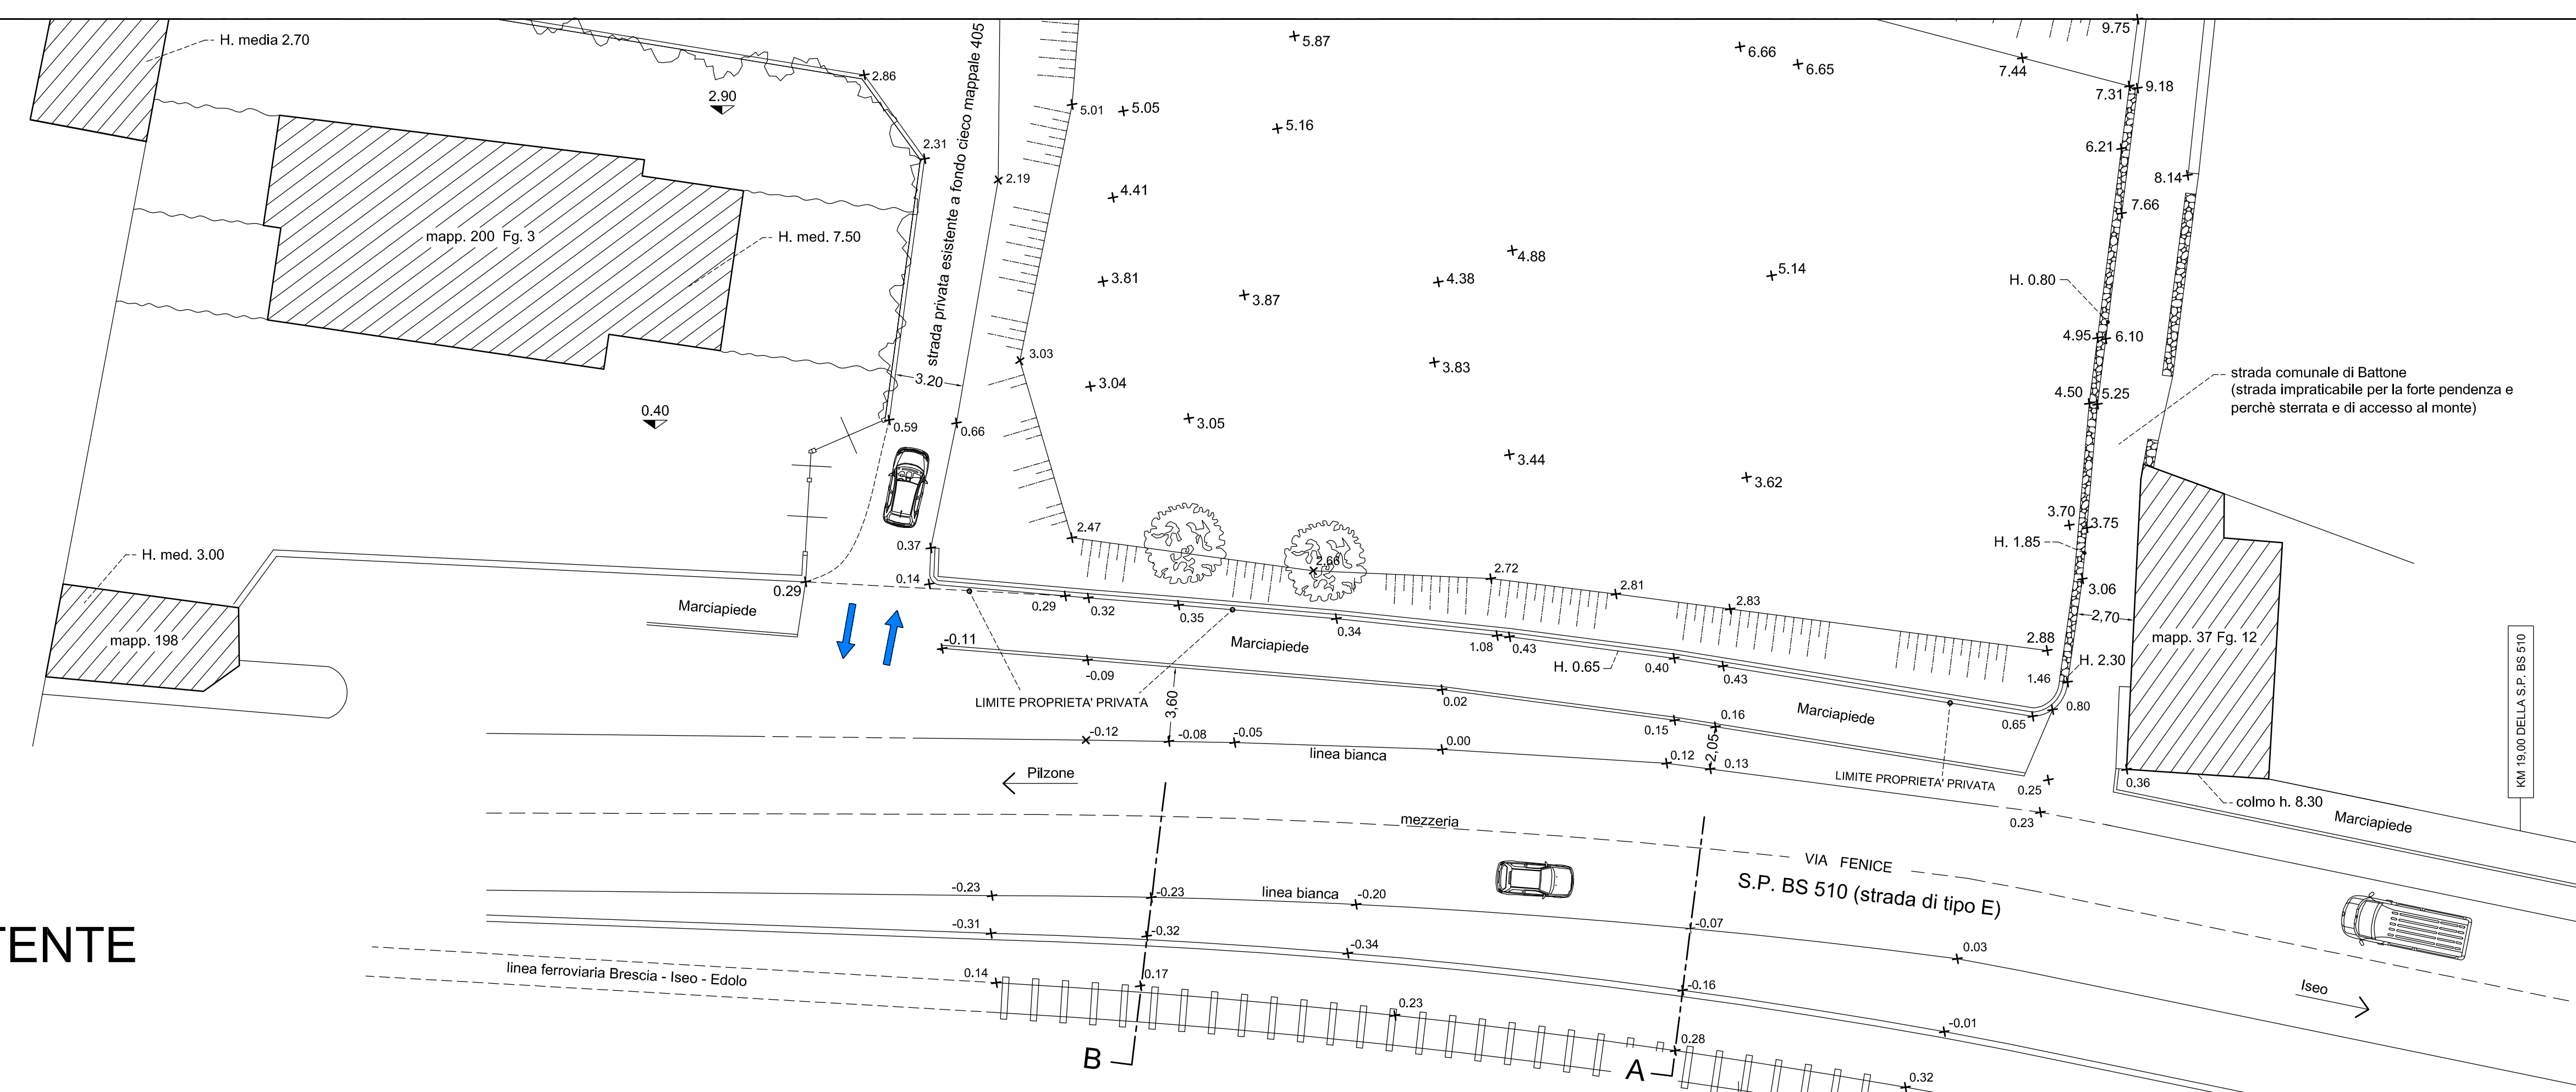 H. media 2.70
2.86
2.90
2.31
strada privata esistente a fondo cieco mappale 405
5.01
5.05
5.87
5.16
6.66
6.65
7.44
9.75
7.31
9.18
6.21
8.14
7.66
2.19
4.41
mapp. 200 Fg. 3
H. med. 7.50
3.81
3.87
4.38
4.88
5.14
H. 0.80
4.95
6.10
3.03
3.04
3.83
3.20
3.05
0.40
0.59
0.66
4.50
5.25
strada comunale di Battone
(strada impraticabile per la forte pendenza e
perchè sterrata e di accesso al monte)
3.44
3.62
3.70
3.75
H. 1.85
2.47
2.66
2.72
2.81
2.83
3.06
2,70
2.88
H. med. 3.00
0.37
0.14
0.29
Marciapiede
mapp. 198
0.29
0.32
0.35
0.34
Marciapiede
1.08
0.43
H. 0.65
0.40
0.43
H. 2.30
1.46
mapp. 37 Fg. 12
KM 19,00 DELLA S.P. BS 510
-0.11
-0.09
LIMITE PROPRIETA' PRIVATA
3,60
0.02
0.15
0.16
Marciapiede
0.65
0.80
-0.12
-0.08
-0.05
linea bianca
0.00
0.12
2,05
0.13
LIMITE PROPRIETA' PRIVATA
0.25
0.36
0.23
colmo h. 8.30
Marciapiede
Pilzone
mezzeria
VIA FENICE
S.P. BS 510 (strada di tipo E)
-0.23
-0.23
linea bianca
-0.20
-0.07
0.03
-0.31
-0.32
-0.34
-0.16
-0.01
Iseo
TENTE
linea ferroviaria Brescia - Iseo - Edolo
0.14
0.17
0.23
0.28
0.32
B
A